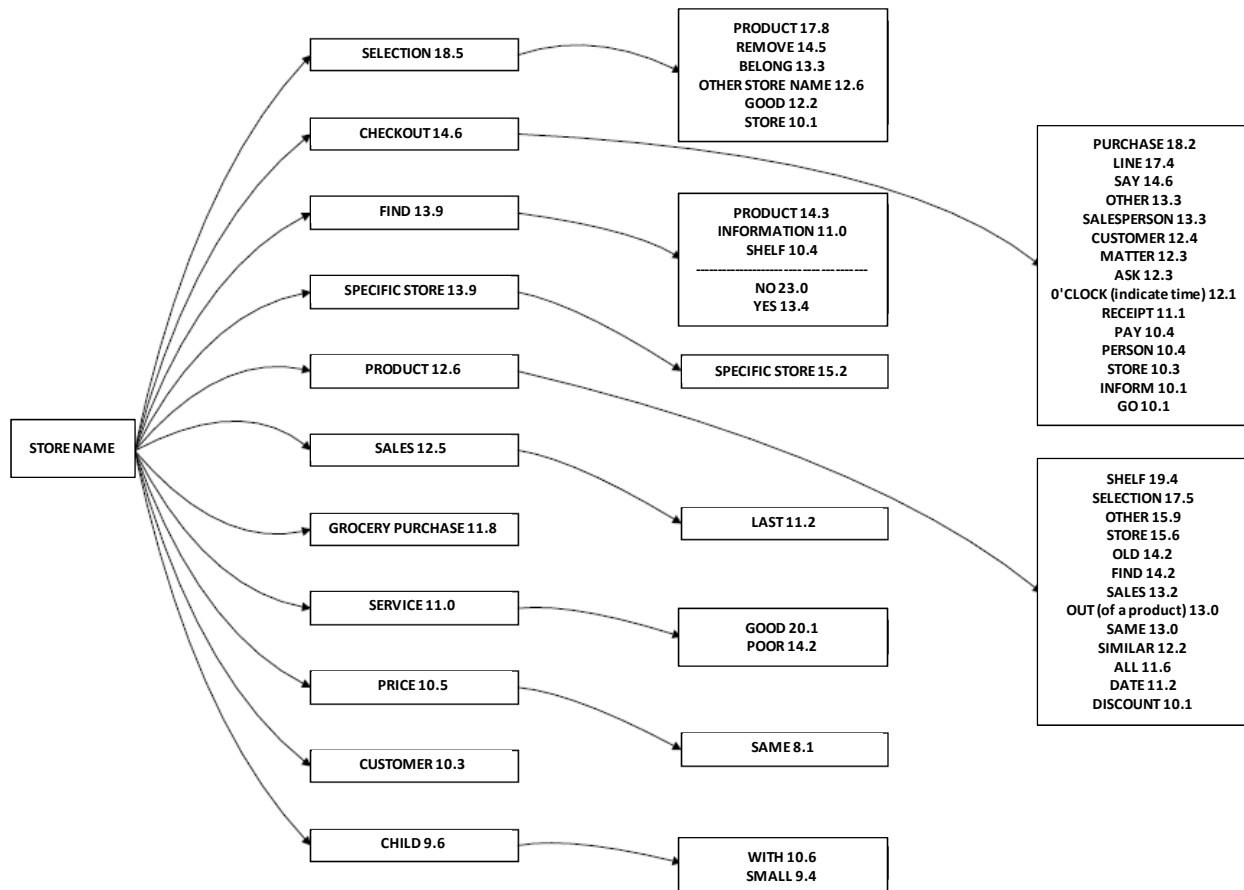 STORE NAME
SELECTION 18.5
CHECKOUT 14.6
FIND 13.9
SPECIFIC STORE 13.9
PRODUCT 12.6
SALES 12.5
GROCERY PURCHASE 11.8
SERVICE 11.0
PRICE 10.5
CUSTOMER 10.3
CHILD 9.6
PRODUCT 17.8
REMOVE 14.5
BELONG 13.3
OTHER STORE NAME 12.6
GOOD 12.2
STORE 10.1
PRODUCT 14.3
INFORMATION 11.0
SHELF 10.4
----------------------------------------
NO 23.0
YES 13.4
SPECIFIC STORE 15.2
LAST 11.2
GOOD 20.1
POOR 14.2
SAME 8.1
WITH 10.6
SMALL 9.4
PURCHASE 18.2
LINE 17.4
SAY 14.6
OTHER 13.3
SALESPERSON 13.3
CUSTOMER 12.4
MATTER 12.3
ASK 12.3
0'CLOCK (indicate time) 12.1
RECEIPT 11.1
PAY 10.4
PERSON 10.4
STORE 10.3
INFORM 10.1
GO 10.1
SHELF 19.4
SELECTION 17.5
OTHER 15.9
STORE 15.6
OLD 14.2
FIND 14.2
SALES 13.2
OUT (of a product) 13.0
SAME 13.0
SIMILAR 12.2
ALL 11.6
DATE 11.2
DISCOUNT 10.1